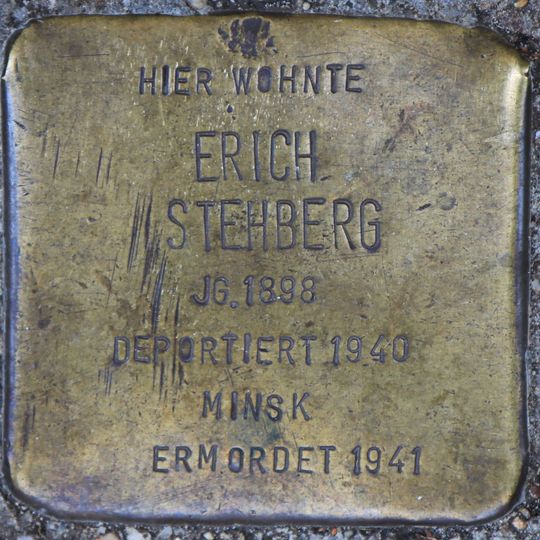 HIER WOHNTE
ERICH
STEHBERG
JG. 1898
DEPORTIERT 1940
MINSK
ERMORDET 1941